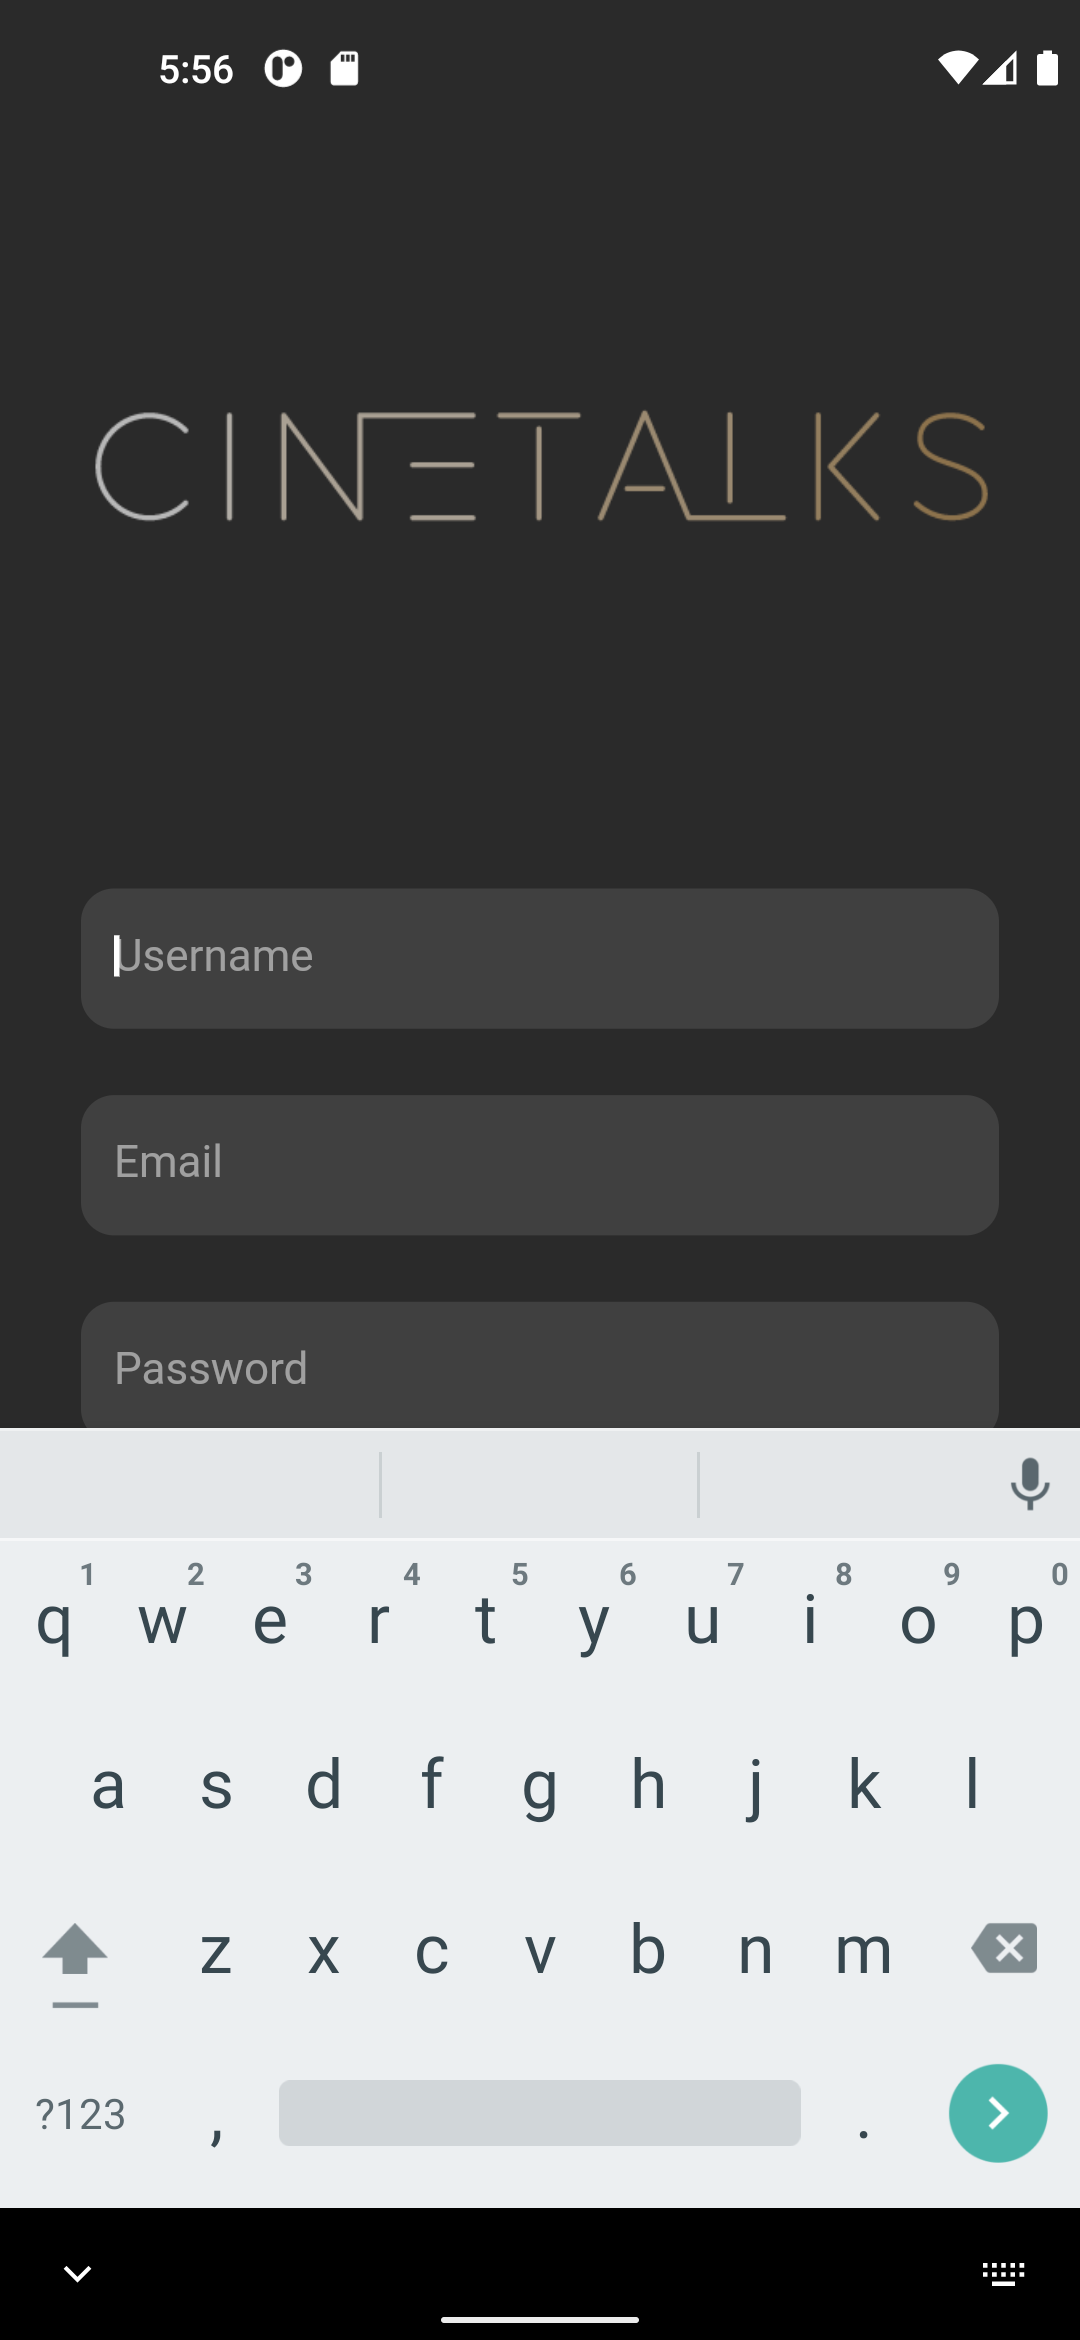 5:56
CINETALKS
Username
Email
Password
1 2 3 4 5 6 7 8 9 0
q w e r t y u i o p
a s d f g h j k l
z x c v b n m
?123 , .